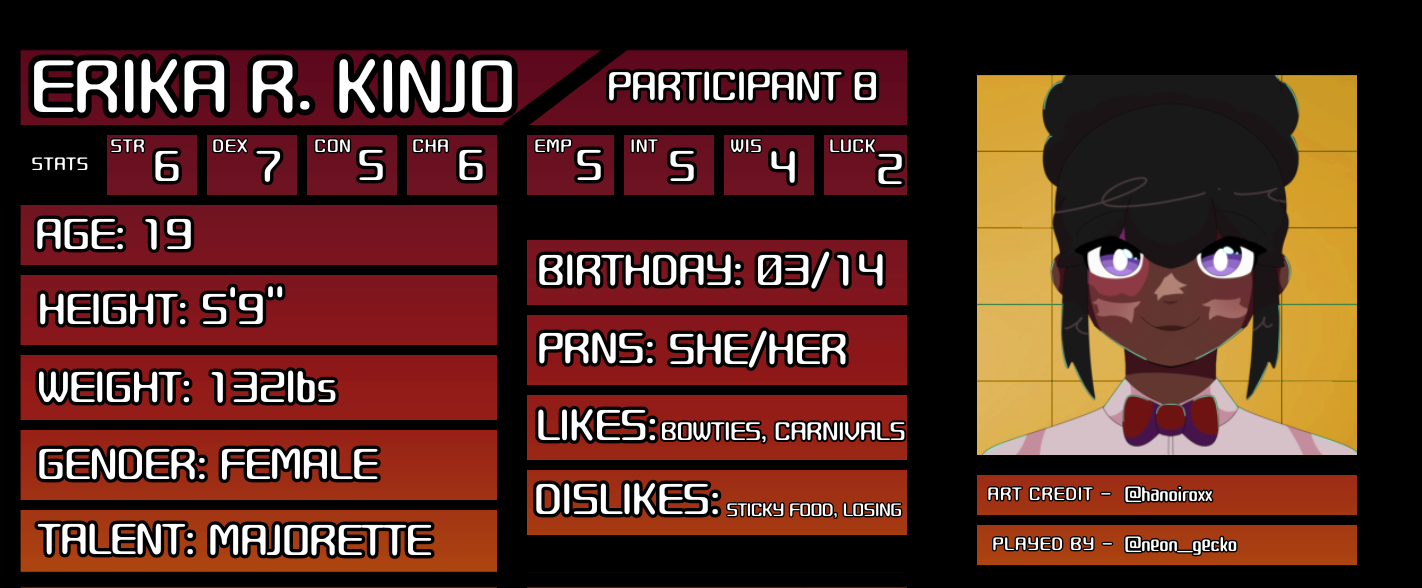 ERIKA R. KINJO
PARTICIPANT 8
STATS
STR 6
DEX 7
CON 5
CHA 6
EMP 5
INT 5
WIS 4
LUCK 2
AGE: 19
HEIGHT: 5'9"
WEIGHT: 132lbs
GENDER: FEMALE
TALENT: MAJORETTE
BIRTHDAY: 03/14
PRNS: SHE/HER
LIKES: BOWTIES, CARNIVALS
DISLIKES: STICKY FOOD, LOSING
ART CREDIT - @hanoiroxx
PLAYED BY - @neon_gecko